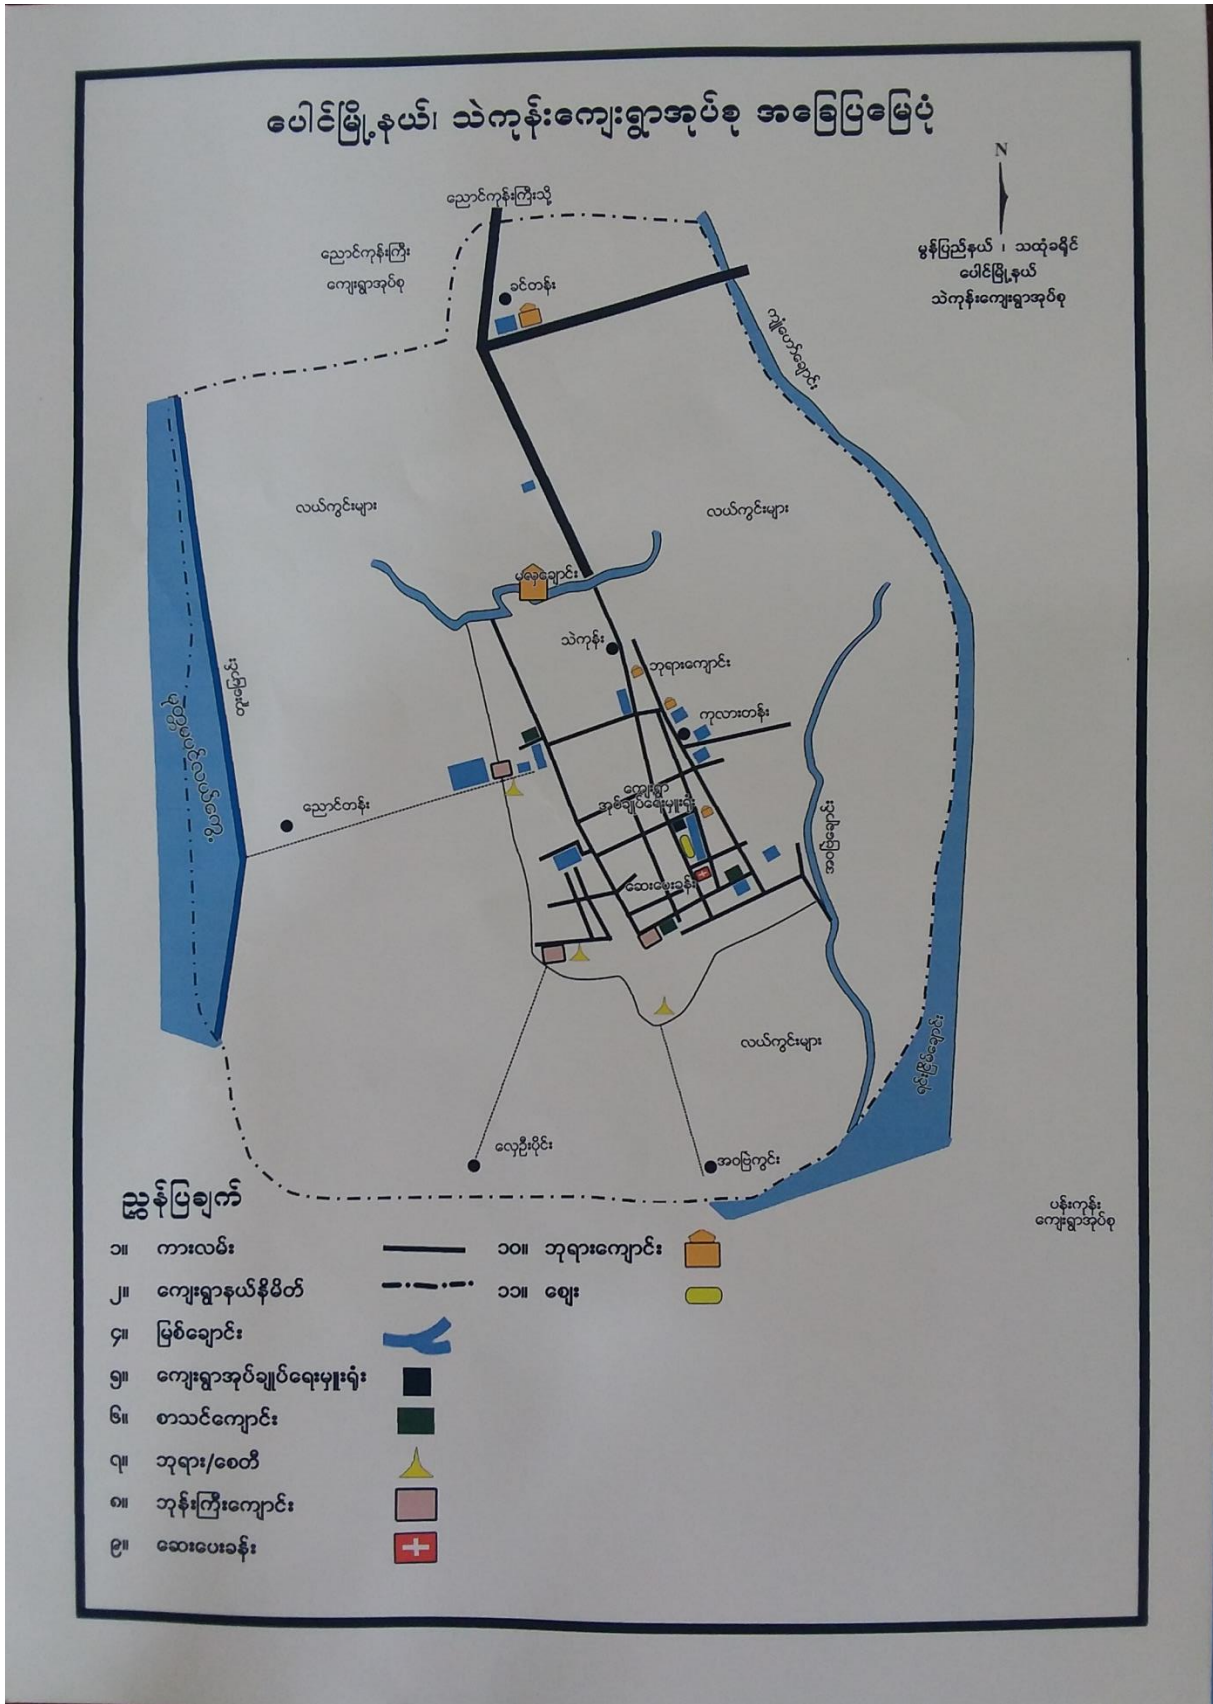 ပေါင်မြို့နယ်၊ သဲကုန်းကျေးရွာအုပ်စု အခြေပြမြေပုံ
N
မွန်ပြည်နယ် ၊ သထုံခရိုင်
ပေါင်မြို့နယ်
သဲကုန်းကျေးရွာအုပ်စု
ညောင်ကုန်းကြီးသို့
ညောင်ကုန်းကြီး
ကျေးရွာအုပ်စု
ခင်တန်း
လယ်ကွင်းများ
လယ်ကွင်းများ
သဲကုန်း
ဘုရားကျောင်း
ကုလားတန်း
ညောင်တန်း
ကျေးရွာ
အုပ်ချုပ်ရေးမှူးရုံး
ဆေးပေးခန်း
လယ်ကွင်းများ
လှေဦးပိုင်း
အဝဗြဲကွင်း
ပန်းကုန်း
ကျေးရွာအုပ်စု
ညွှန်ပြချက်
၁။ ကားလမ်း
၂။ ကျေးရွာနယ်နိမိတ်
၄။ မြစ်ချောင်း
၅။ ကျေးရွာအုပ်ချုပ်ရေးမှူးရုံး
၆။ စာသင်ကျောင်း
၇။ ဘုရား/စေတီ
၈။ ဘုန်းကြီးကျောင်း
၉။ ဆေးပေးခန်း
၁၀။ ဘုရားကျောင်း
၁၁။ ဈေး